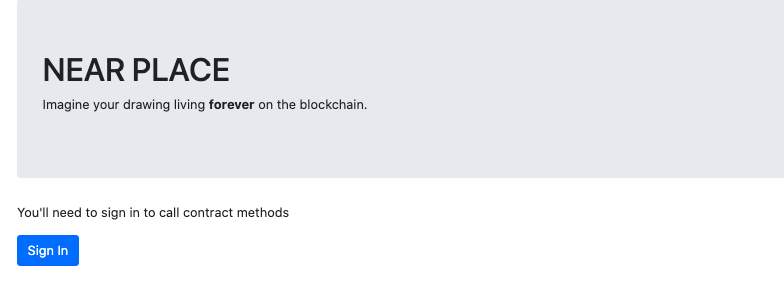 NEAR PLACE
Imagine your drawing living forever on the blockchain.
You'll need to sign in to call contract methods
Sign In